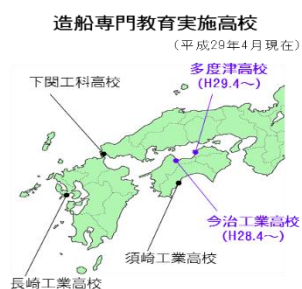 造船専門教育実施高校
（平成29年4月現在）
下関工科高校
多度津高校
（H29.4～）
今治工業高校
（H28.4～）
須崎工業高校
長崎工業高校